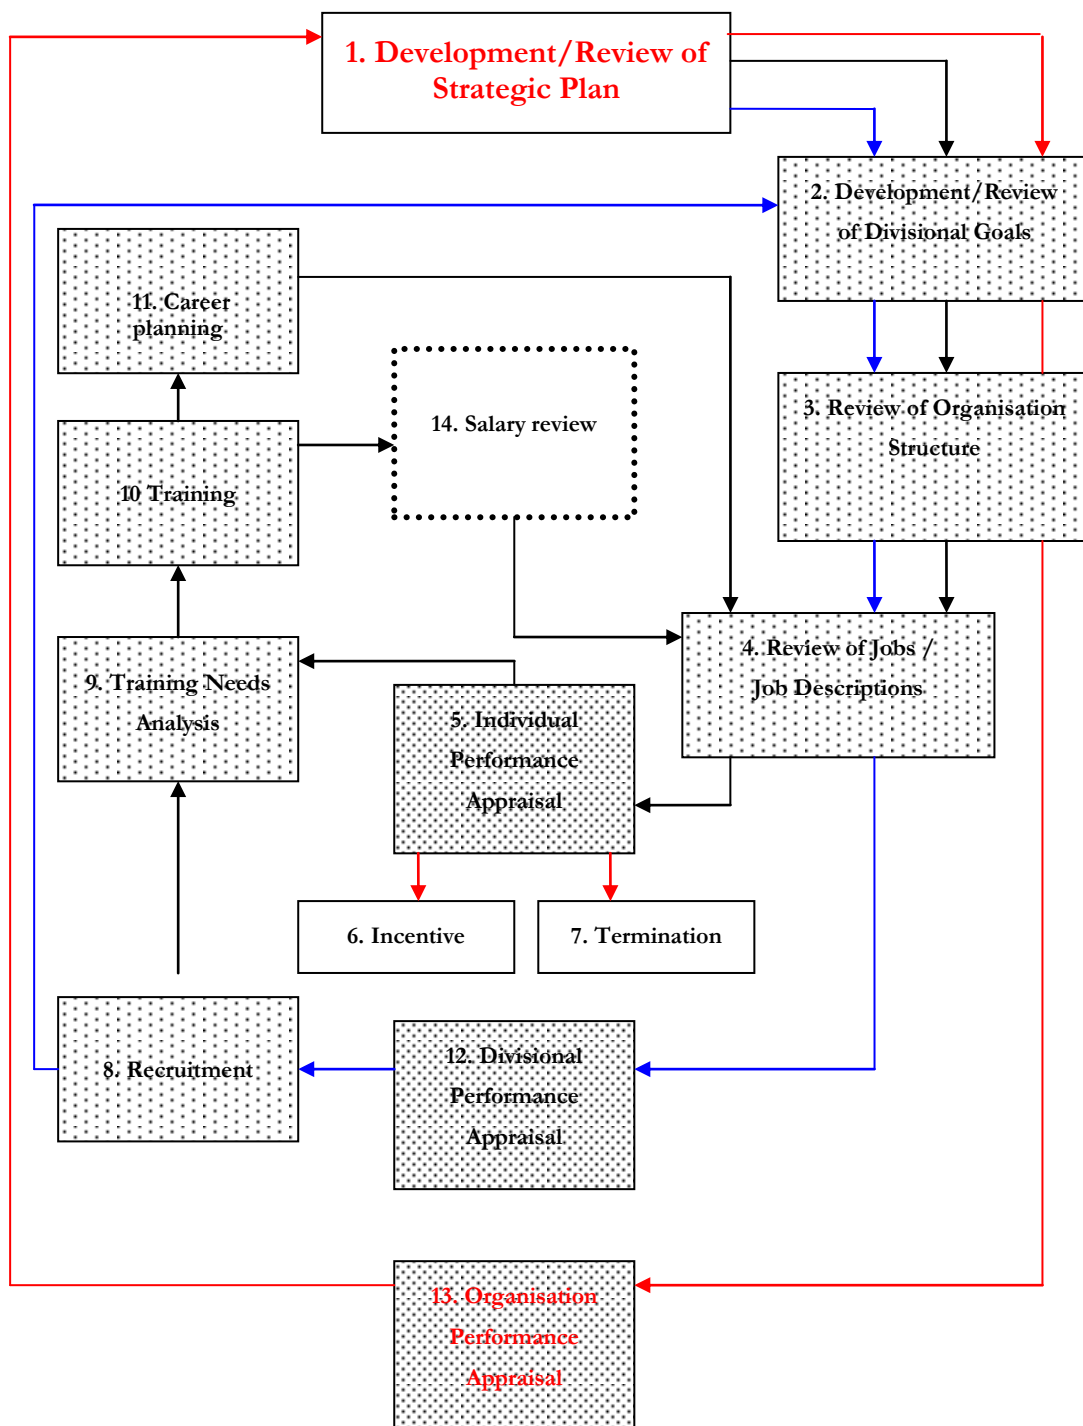 1. Development/Review of
Strategic Plan
2. Development/Review
of Divisional Goals
11. Career
planning
14. Salary review
3. Review of Organisation
Structure
10 Training
4. Review of Jobs /
Job Descriptions
9. Training Needs
Analysis
5. Individual
Performance
Appraisal
6. Incentive
7. Termination
8. Recruitment
12. Divisional
Performance
Appraisal
13. Organisation
Performance
Appraisal